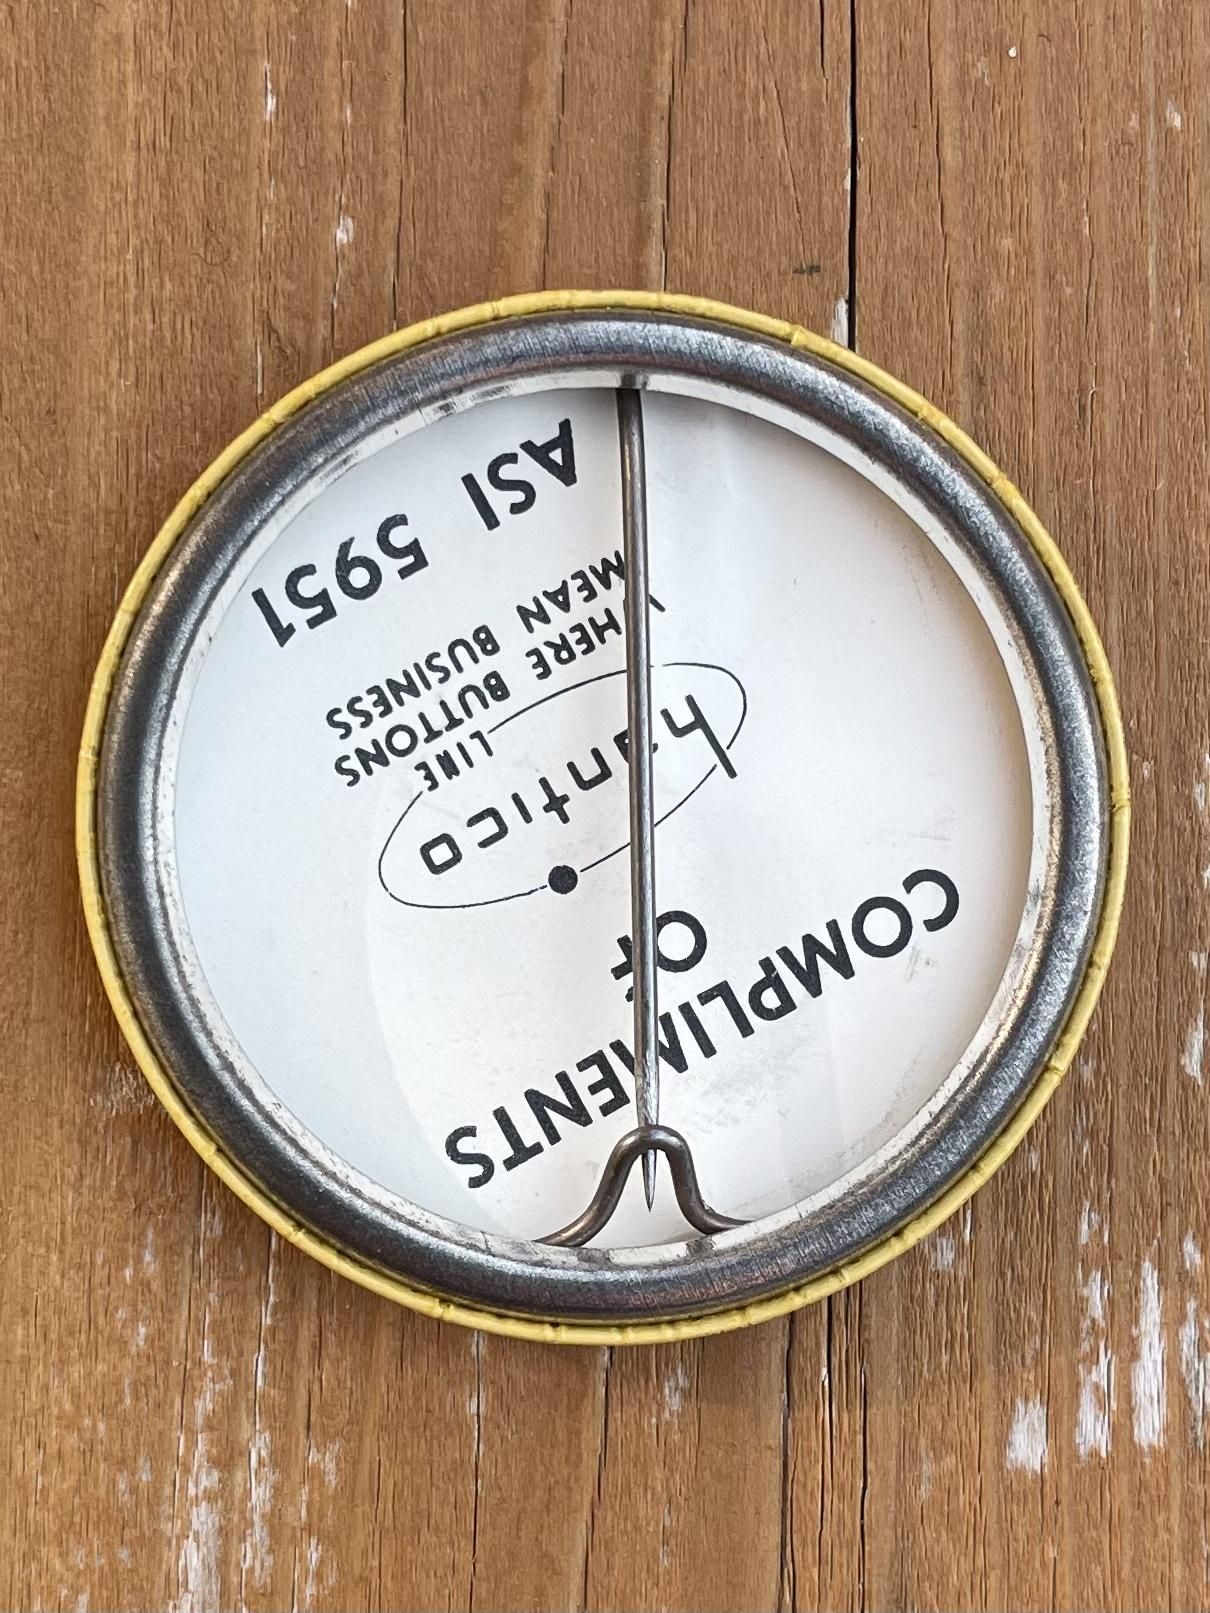 COMPLIMENTS
OF
hantico
LINE
WHERE BUTTONS
MEAN BUSINESS
ASI 5951